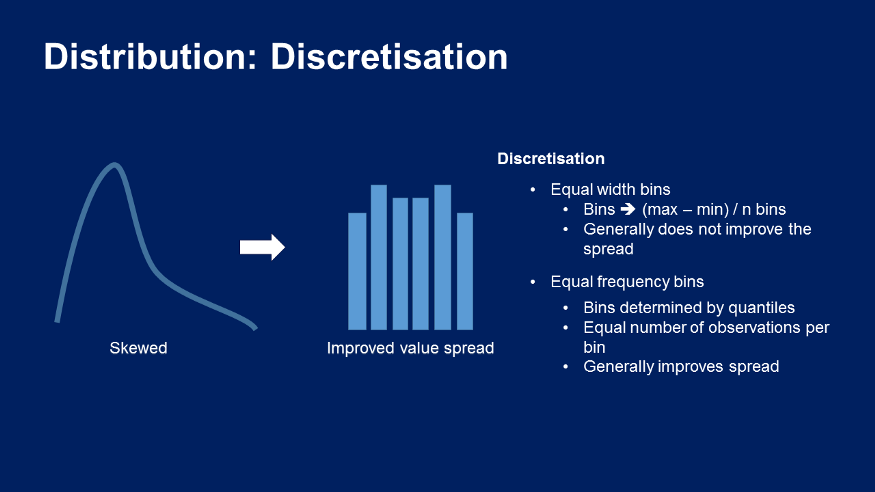 Distribution: Discretisation
Discretisation
• Equal width bins
• Bins ➔ (max – min) / n bins
• Generally does not improve the
spread
• Equal frequency bins
• Bins determined by quantiles
• Equal number of observations per
bin
• Generally improves spread
Skewed
Improved value spread